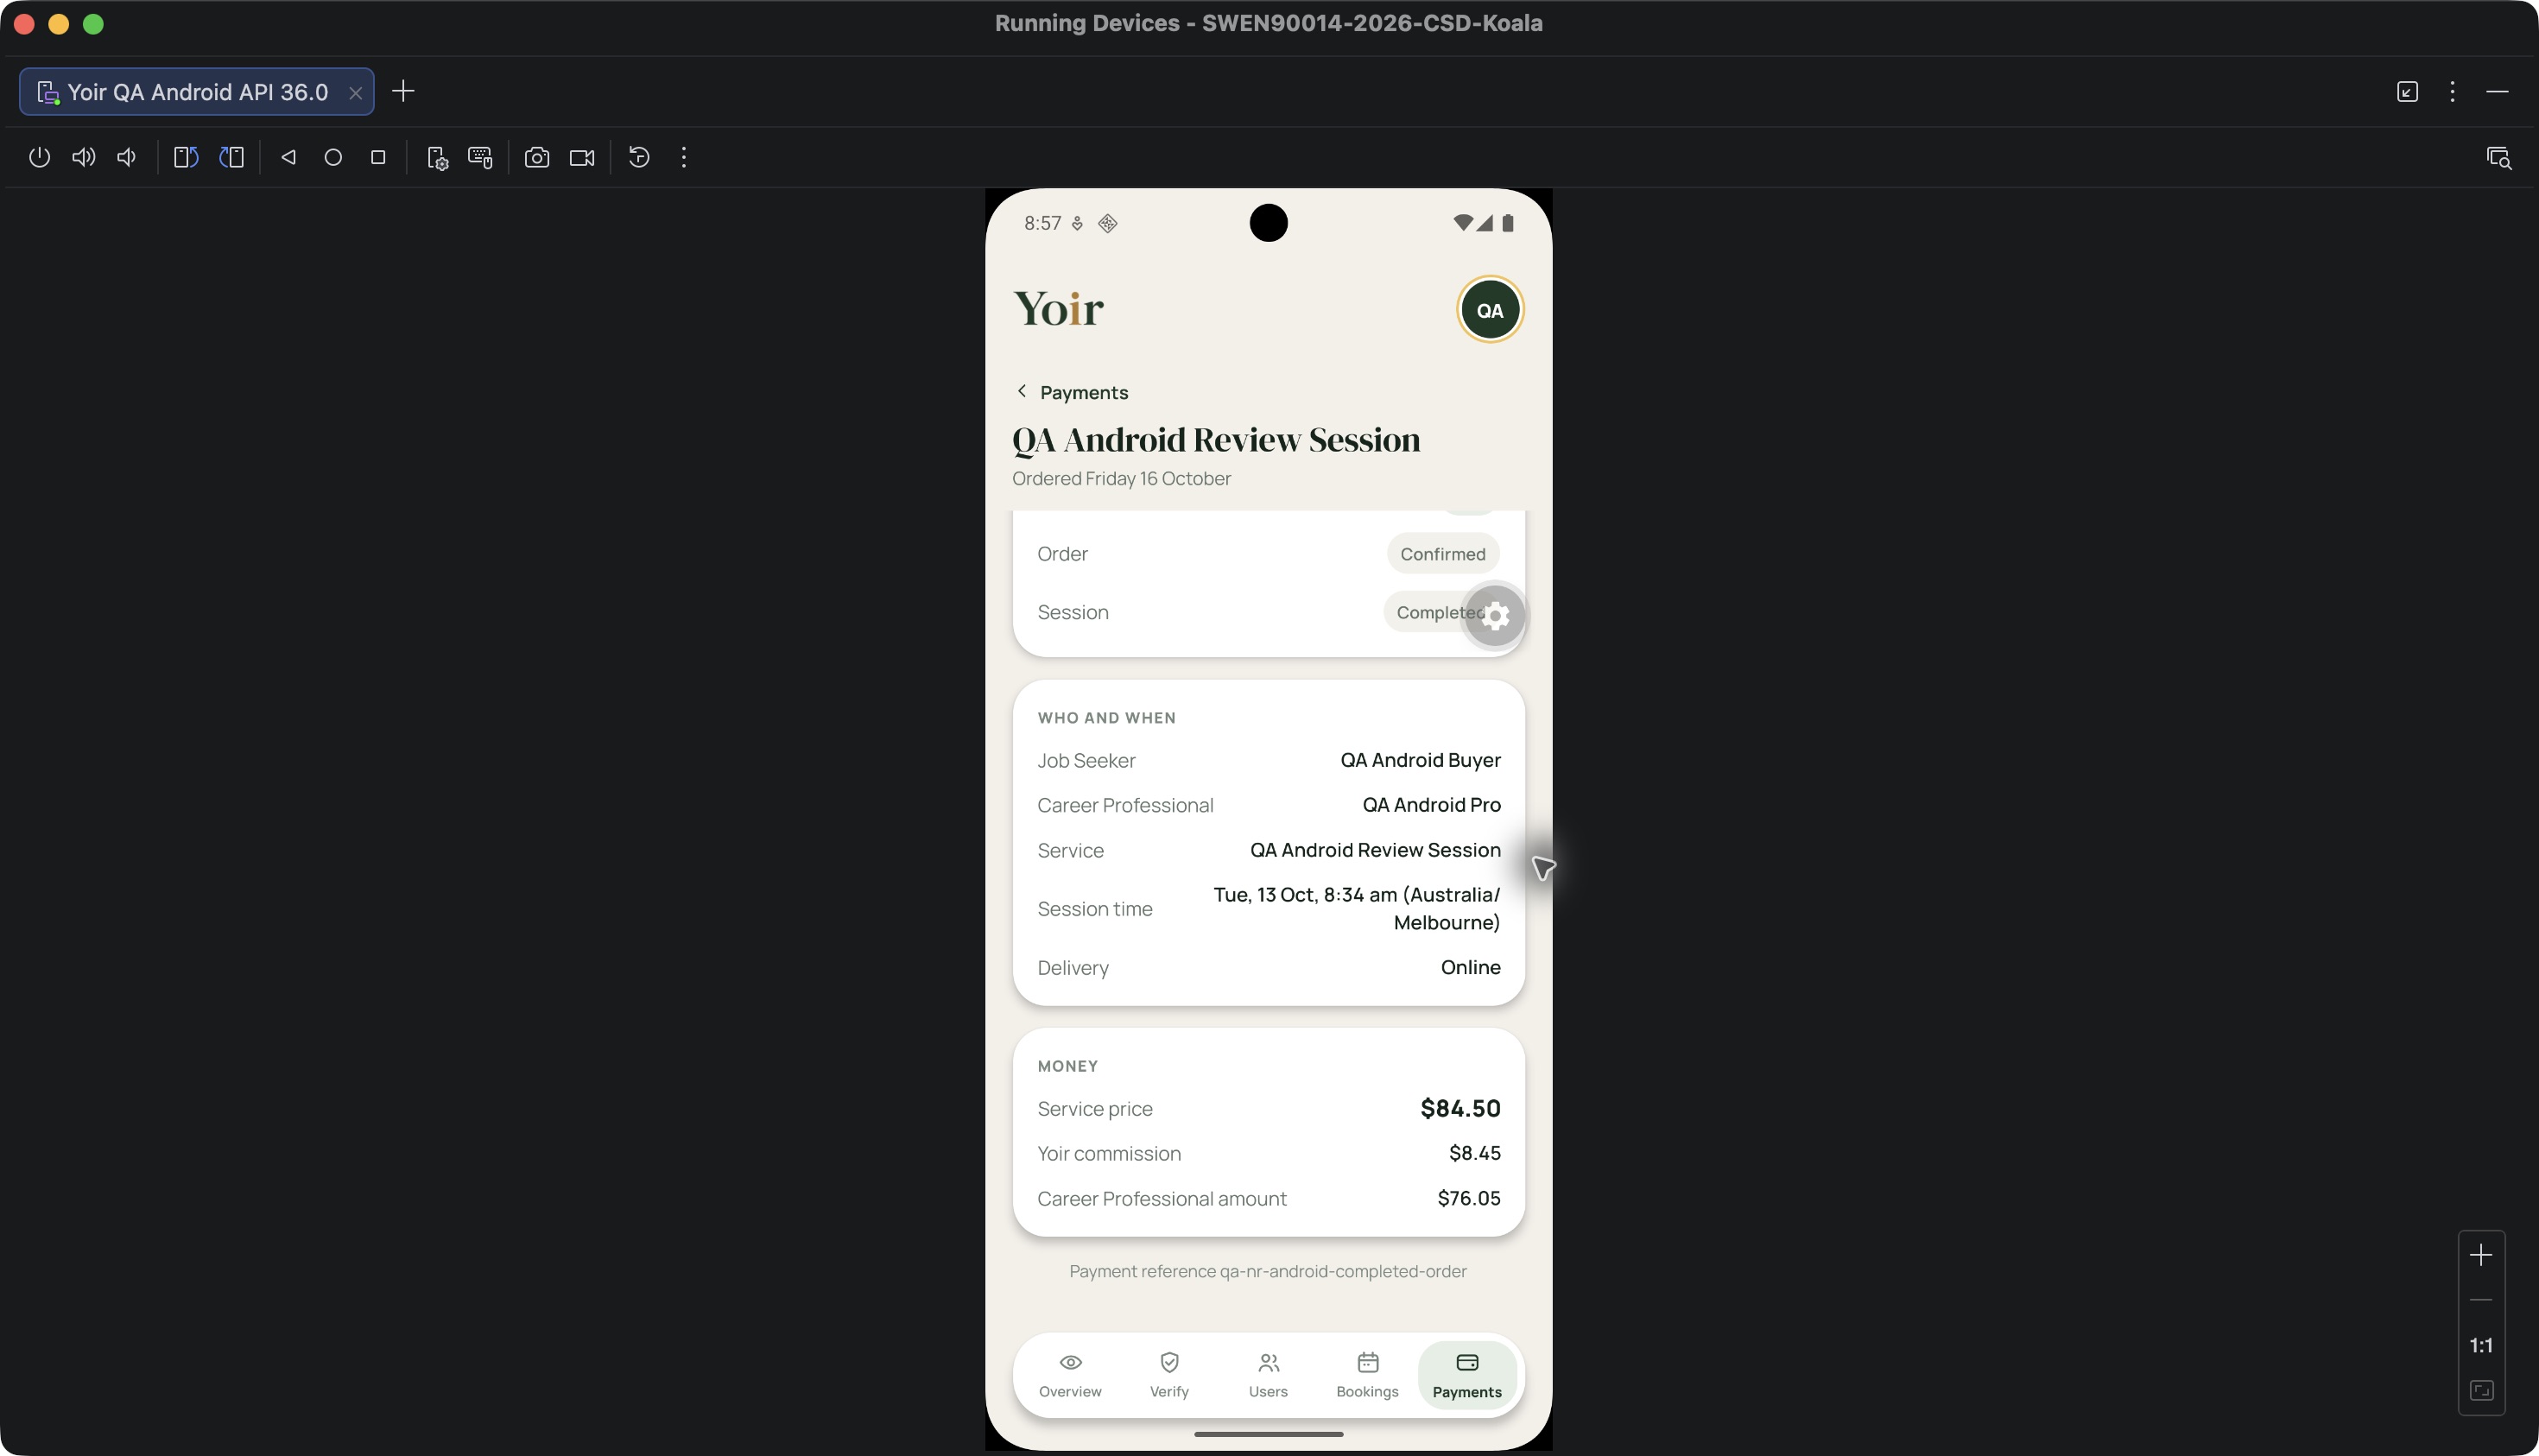 Running Devices - SWEN90014-2026-CSD-Koala
Yoir QA Android API 36.0
8:57
Yoir
QA
Payments
QA Android Review Session
Ordered Friday 16 October
Order Confirmed
Session Completed
WHO AND WHEN
Job Seeker QA Android Buyer
Career Professional QA Android Pro
Service QA Android Review Session
Session time Tue, 13 Oct, 8:34 am (Australia/
Melbourne)
Delivery Online
MONEY
Service price $84.50
Yoir commission $8.45
Career Professional amount $76.05
Payment reference qa-nr-android-completed-order
1:1
Overview Verify Users Bookings Payments